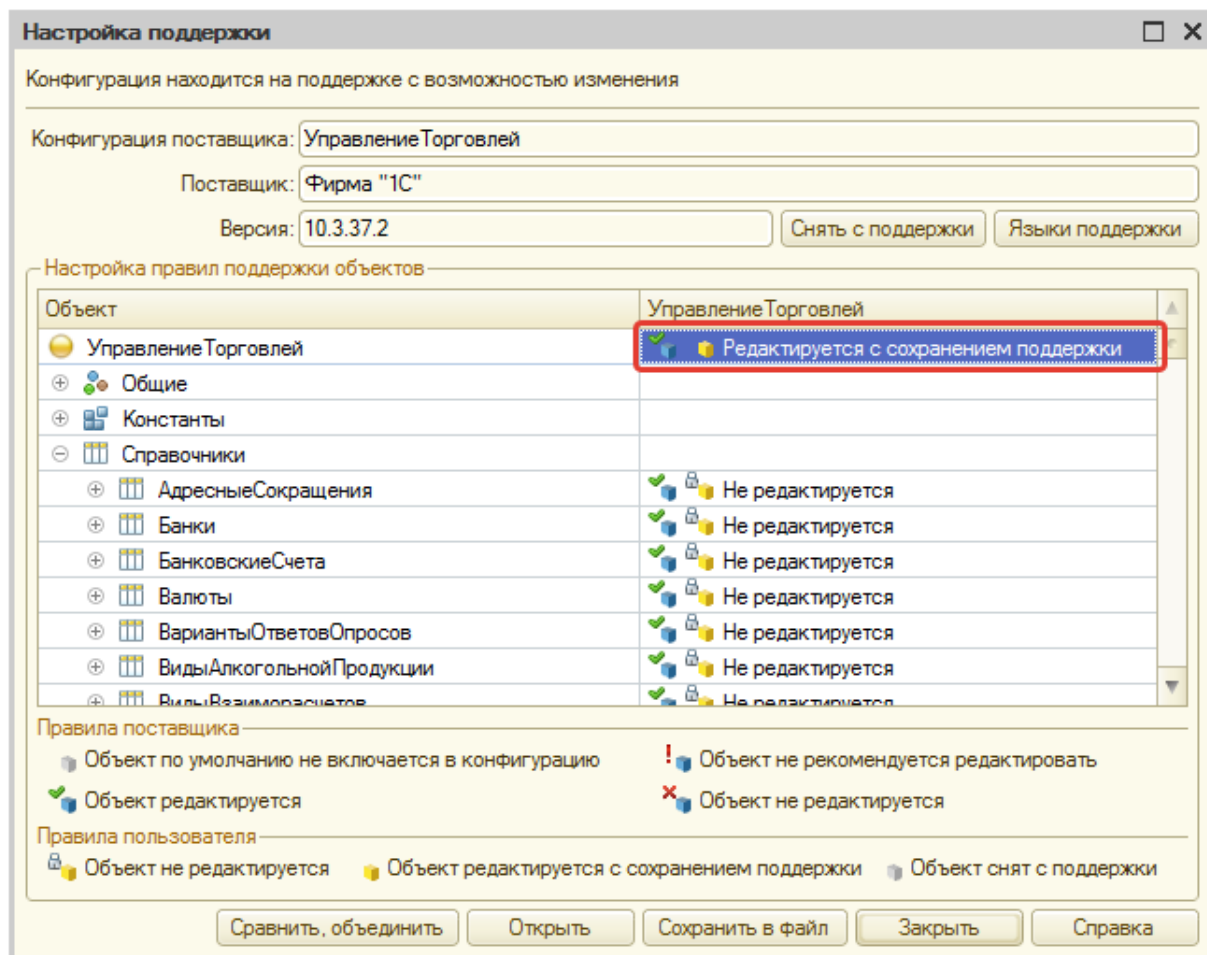 Настройка поддержки
Конфигурация находится на поддержке с возможностью изменения
Конфигурация поставщика: УправлениеТорговлей
Поставщик: Фирма "1С"
Версия: 10.3.37.2 Снять с поддержки Языки поддержки
Настройка правил поддержки объектов
Объект УправлениеТорговлей
УправлениеТорговлей Редактируется с сохранением поддержки
Общие
Константы
Справочники
АдресныеСокращения Не редактируется
Банки Не редактируется
БанковскиеСчета Не редактируется
Валюты Не редактируется
ВариантыОтветовОпросов Не редактируется
ВидыАлкогольнойПродукции Не редактируется
ВидыВзаиморасчетов Не редактируется
Правила поставщика
Объект по умолчанию не включается в конфигурацию Объект не рекомендуется редактировать
Объект редактируется Объект не редактируется
Правила пользователя
Объект не редактируется Объект редактируется с сохранением поддержки Объект снят с поддержки
Сравнить, объединить Открыть Сохранить в файл Закрыть Справка